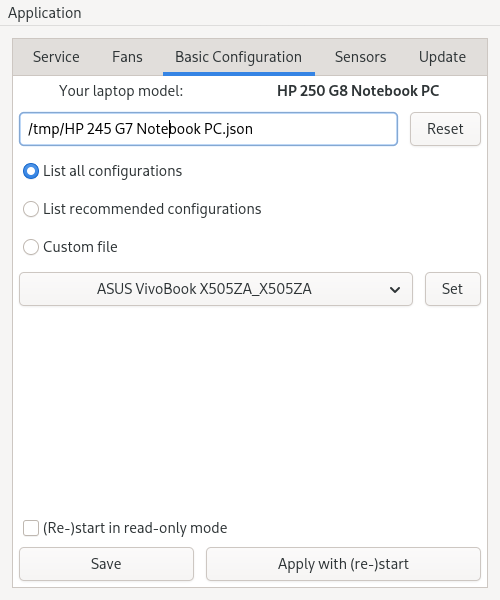 Application
Service Fans Basic Configuration Sensors Update
Your laptop model: HP 250 G8 Notebook PC
/tmp/HP 245 G7 Notebook PC.json Reset
List all configurations
List recommended configurations
Custom file
ASUS VivoBook X505ZA_X505ZA Set
(Re-)start in read-only mode
Save Apply with (re-)start